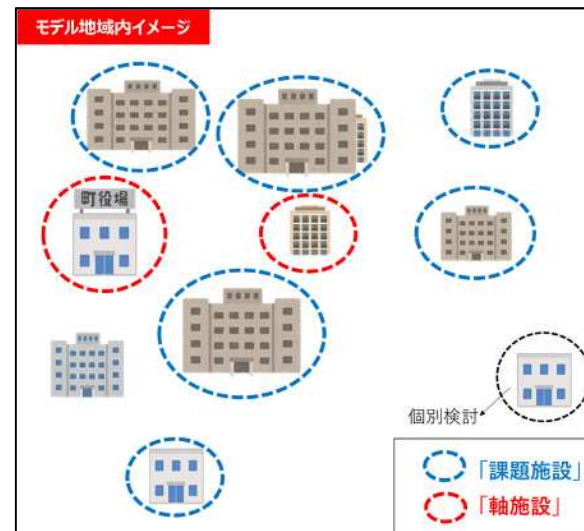 モデル地域内イメージ
町役場
個別検討
「課題施設」
「軸施設」